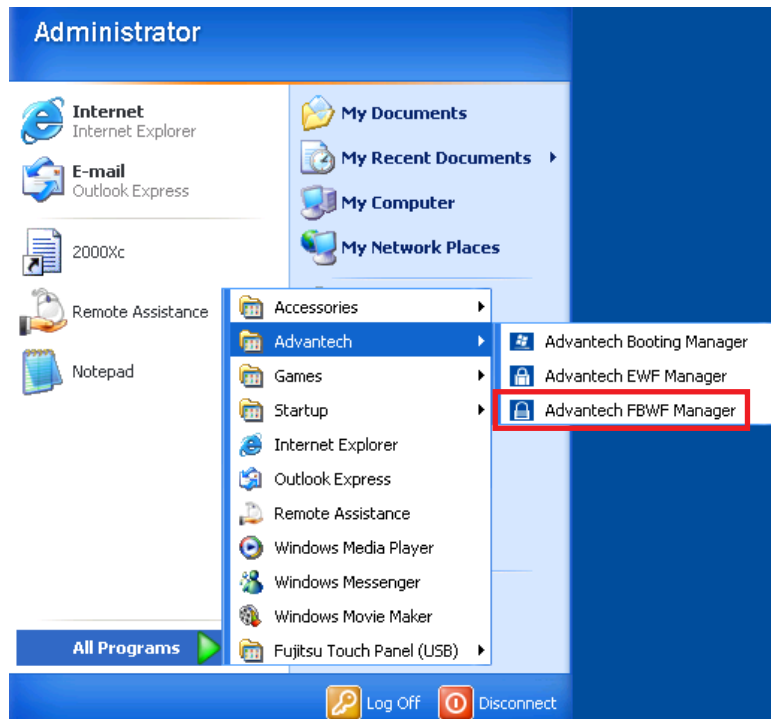 Administrator
Internet
Internet Explorer
E-mail
Outlook Express
2000Xc
Remote Assistance
Notepad
All Programs
My Documents
My Recent Documents
My Computer
My Network Places
Accessories
Advantech
Games
Startup
Internet Explorer
Outlook Express
Remote Assistance
Windows Media Player
Windows Messenger
Windows Movie Maker
Fujitsu Touch Panel (USB)
Advantech Booting Manager
Advantech EWF Manager
Advantech FBWF Manager
Log Off
Disconnect